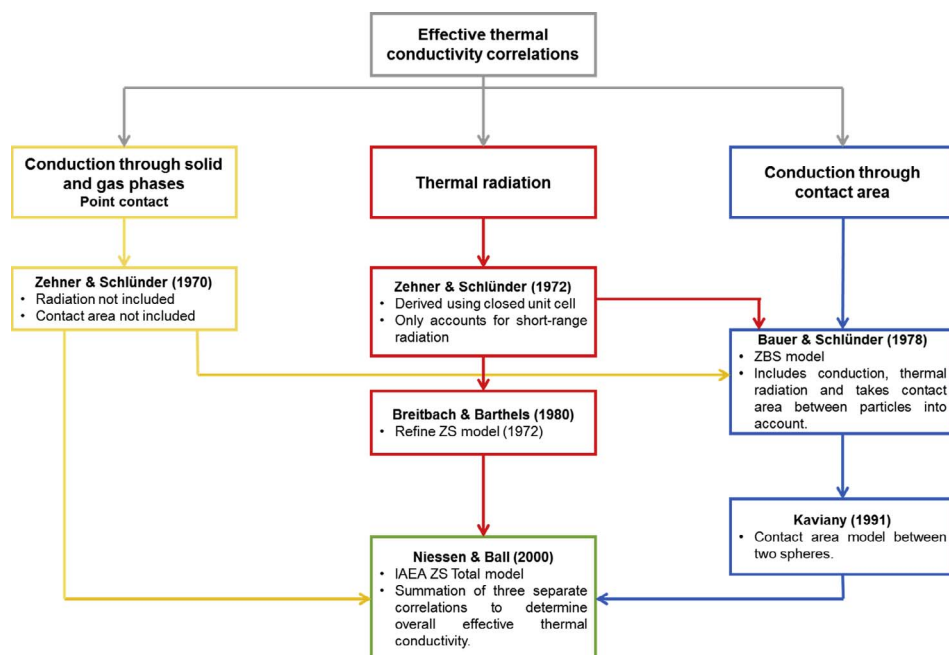 Effective thermal
conductivity correlations
Conduction through solid
and gas phases
Point contact
Thermal radiation
Conduction through
contact area
Zehner & Schlünder (1970)
• Radiation not included
• Contact area not included
Zehner & Schlünder (1972)
• Derived using closed unit cell
• Only accounts for short-range
radiation
Bauer & Schlünder (1978)
• ZBS model
• Includes conduction, thermal
radiation and takes contact
area between particles into
account.
Breitbach & Barthels (1980)
• Refine ZS model (1972)
Kaviany (1991)
• Contact area model between
two spheres.
Niessen & Ball (2000)
• IAEA ZS Total model
• Summation of three separate
correlations to determine
overall effective thermal
conductivity.